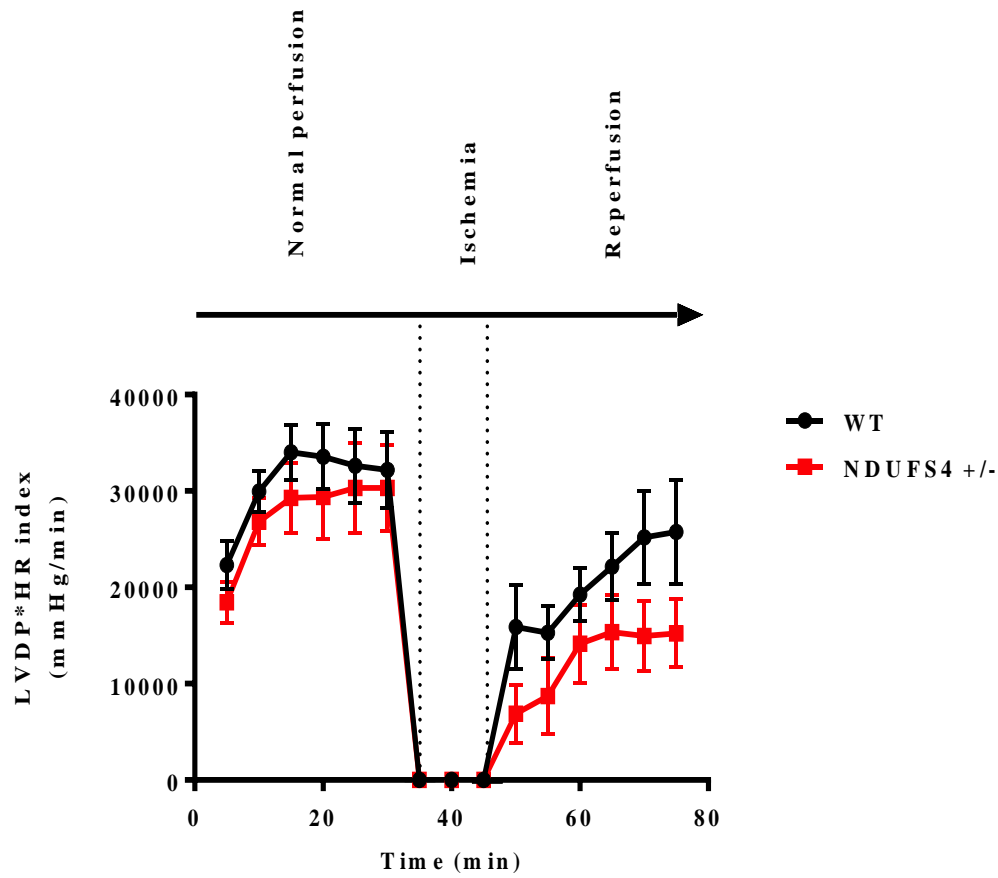 Normal perfusion
Ischemia
Reperfusion
LVDP*HR index
(mmHg/min)
40000
30000
20000
10000
0
0 20 40 60 80
Time (min)
WT
NDUFS4 +/-